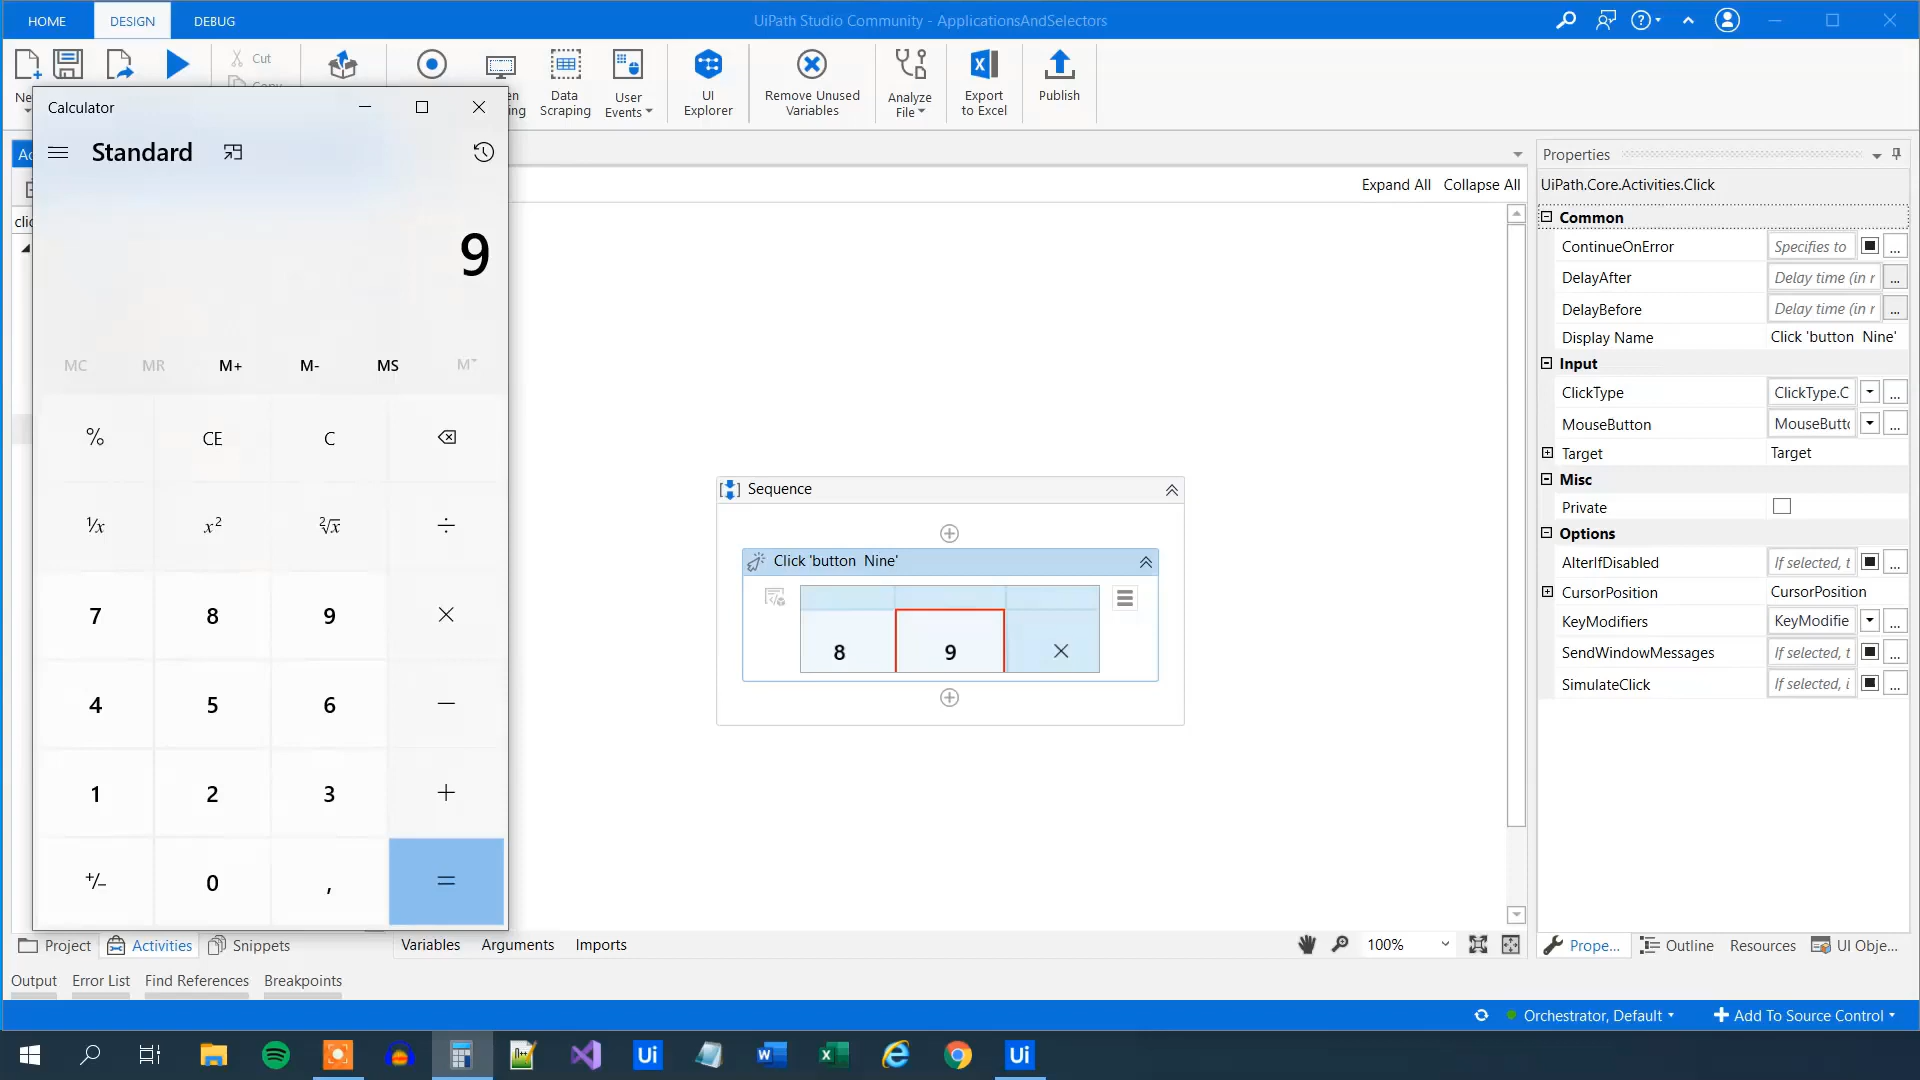 HOME DESIGN DEBUG UiPath Studio Community - ApplicationsAndSelectors
Cut
Data Scraping
User Events
UI Explorer
Remove Unused Variables
Analyze File
Export to Excel
Publish
Calculator
Standard
9
MC MR M+ M- MS M˅
% CE C
¹/x x² ²√x ÷
7 8 9 ×
4 5 6 −
1 2 3 +
+/− 0 , =
Expand All Collapse All
Sequence
Click 'button  Nine'
8 9 ×
Properties
UiPath.Core.Activities.Click
Common
ContinueOnError Specifies to ...
DelayAfter Delay time (in ...
DelayBefore Delay time (in ...
Display Name Click 'button  Nine'
Input
ClickType ClickType.C ...
MouseButton MouseButt ...
Target Target
Misc
Private
Options
AlterIfDisabled If selected, t ...
CursorPosition CursorPosition
KeyModifiers KeyModifie ...
SendWindowMessages If selected, t ...
SimulateClick If selected, i ...
Project Activities Snippets
Variables Arguments Imports
100%
Prope... Outline Resources UI Obje...
Output Error List Find References Breakpoints
Orchestrator, Default Add To Source Control
Ui Ui